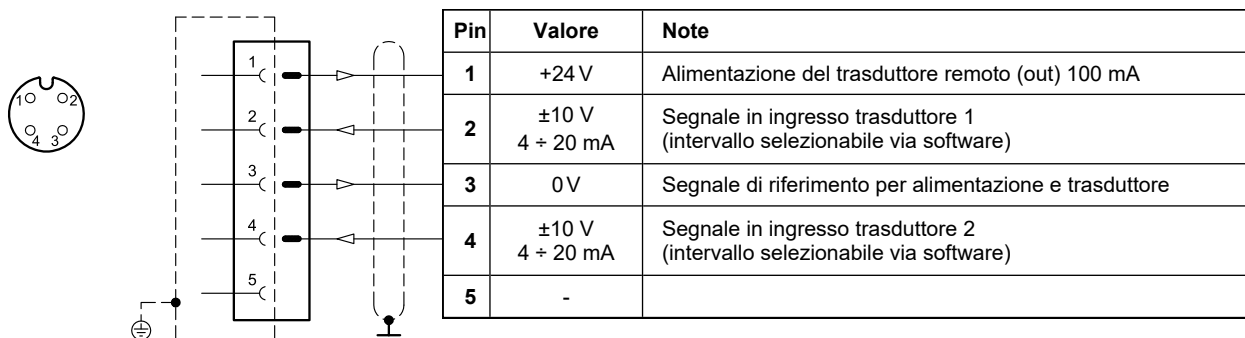 1 2
4 3
1
2
3
4
5
Pin Valore Note
1 +24 V Alimentazione del trasduttore remoto (out) 100 mA
2 ±10 V
4 ÷ 20 mA Segnale in ingresso trasduttore 1
(intervallo selezionabile via software)
3 0 V Segnale di riferimento per alimentazione e trasduttore
4 ±10 V
4 ÷ 20 mA Segnale in ingresso trasduttore 2
(intervallo selezionabile via software)
5 -